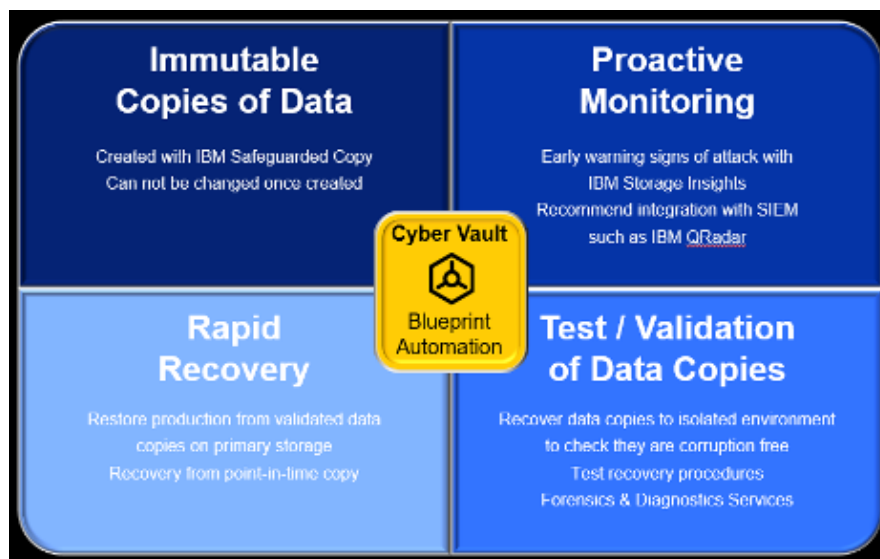 Immutable
Copies of Data
Created with IBM Safeguarded Copy
Can not be changed once created
Proactive
Monitoring
Early warning signs of attack with
IBM Storage Insights
Recommend integration with SIEM
such as IBM QRadar
Cyber Vault
Blueprint
Automation
Rapid
Recovery
Restore production from validated data
copies on primary storage
Recovery from point-in-time copy
Test / Validation
of Data Copies
Recover data copies to isolated environment
to check they are corruption free
Test recovery procedures
Forensics & Diagnostics Services